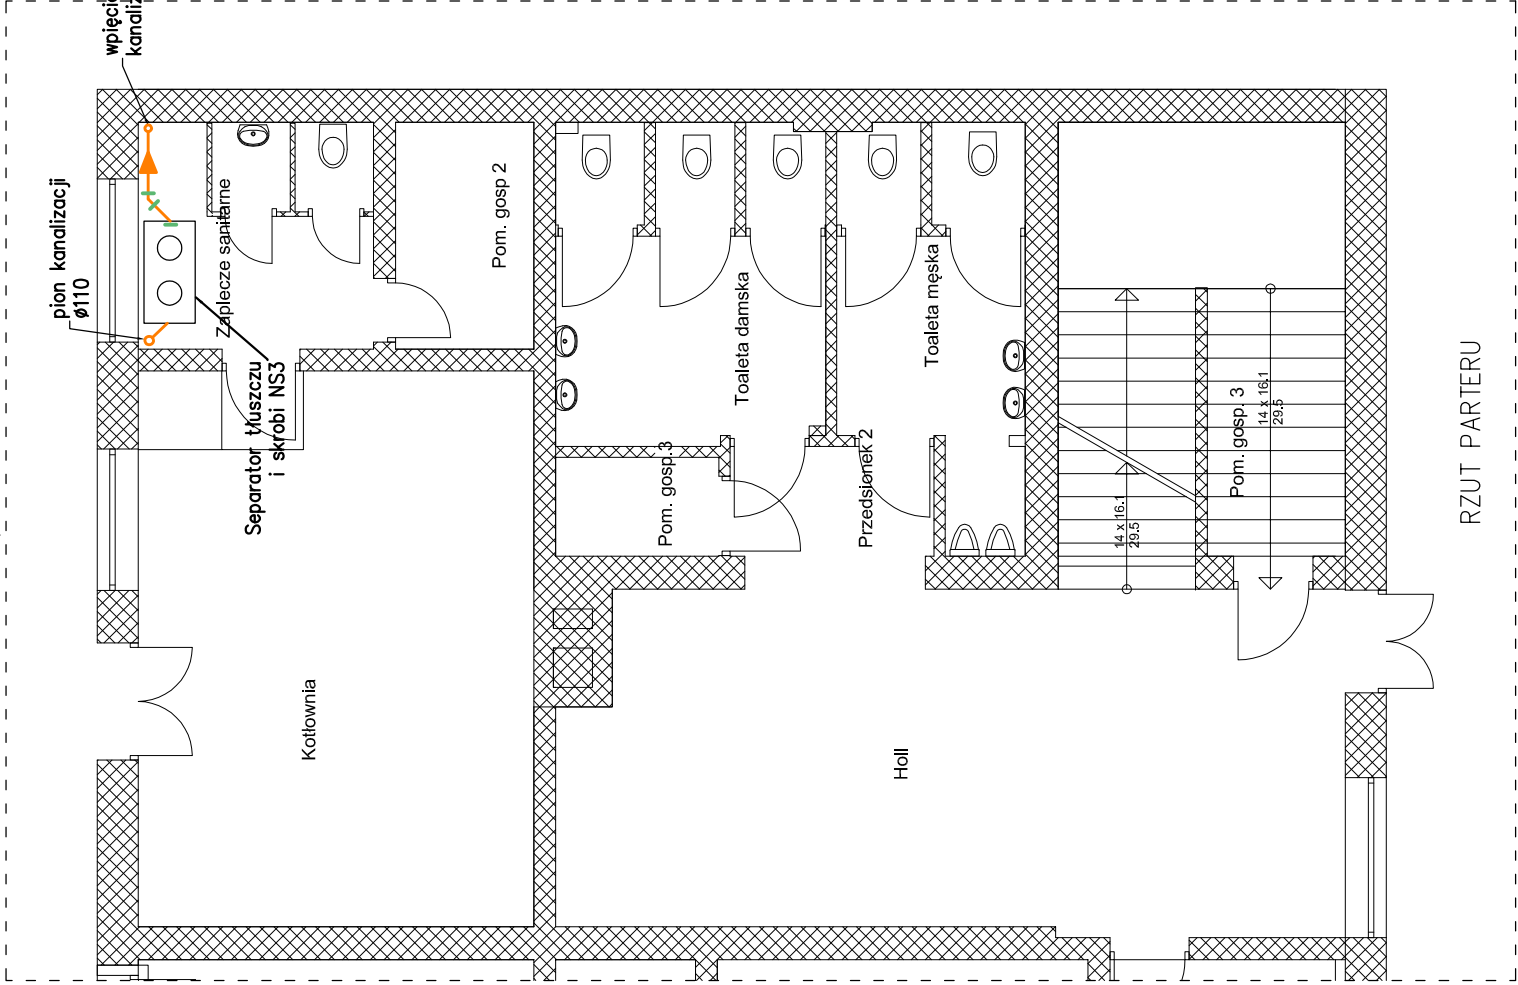 wpięci
kanaliz
pion kanalizacji
ø110
Zaplecze sanitarne
Separator tłuszczu
i skrobi NS3
Pom. gosp 2
Toaleta damska
Toaleta męska
Pom. gosp.3
Przedsionek 2
14 x 16.1
29.5
Pom. gosp. 3
14 x 16.1
29.5
Kotłownia
Holl
RZUT PARTERU